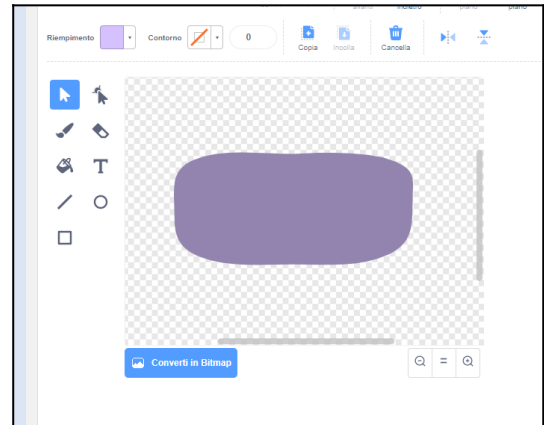 Riempimento
Contorno
0
Copia
Incolla
Cancella
T
Converti in Bitmap
=